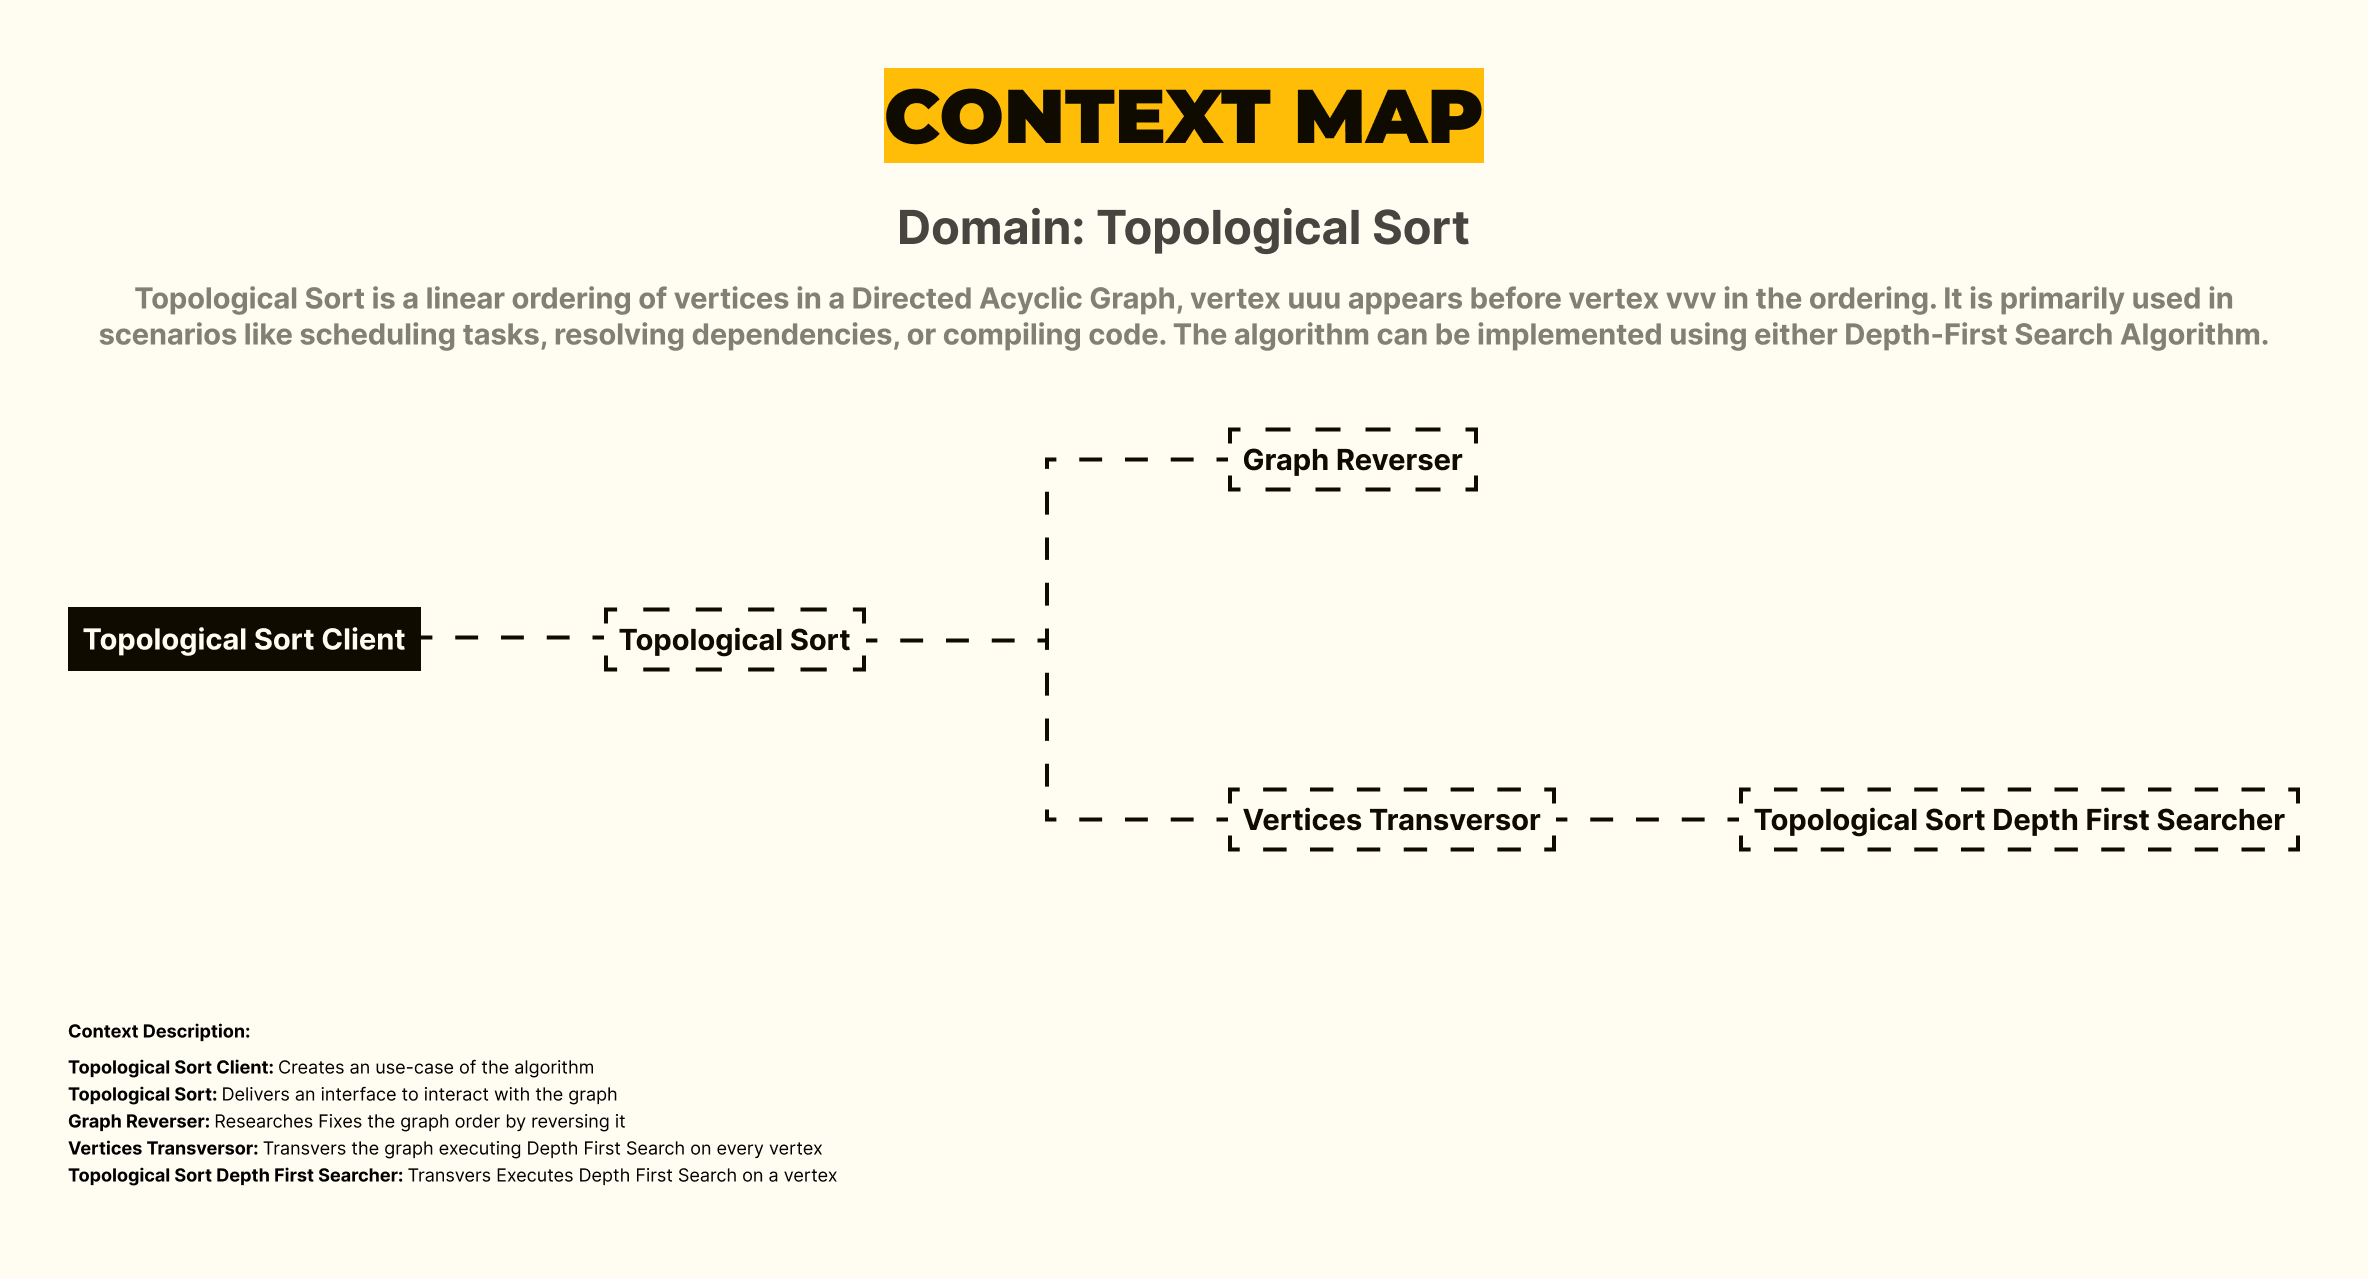 CONTEXT MAP
Domain: Topological Sort
Topological Sort is a linear ordering of vertices in a Directed Acyclic Graph, vertex uuu appears before vertex vvv in the ordering. It is primarily used in
scenarios like scheduling tasks, resolving dependencies, or compiling code. The algorithm can be implemented using either Depth-First Search Algorithm.
Graph Reverser
Topological Sort Client
Topological Sort
Vertices Transversor
Topological Sort Depth First Searcher
Context Description:
Topological Sort Client: Creates an use-case of the algorithm
Topological Sort: Delivers an interface to interact with the graph
Graph Reverser: Researches Fixes the graph order by reversing it
Vertices Transversor: Transvers the graph executing Depth First Search on every vertex
Topological Sort Depth First Searcher: Transvers Executes Depth First Search on a vertex